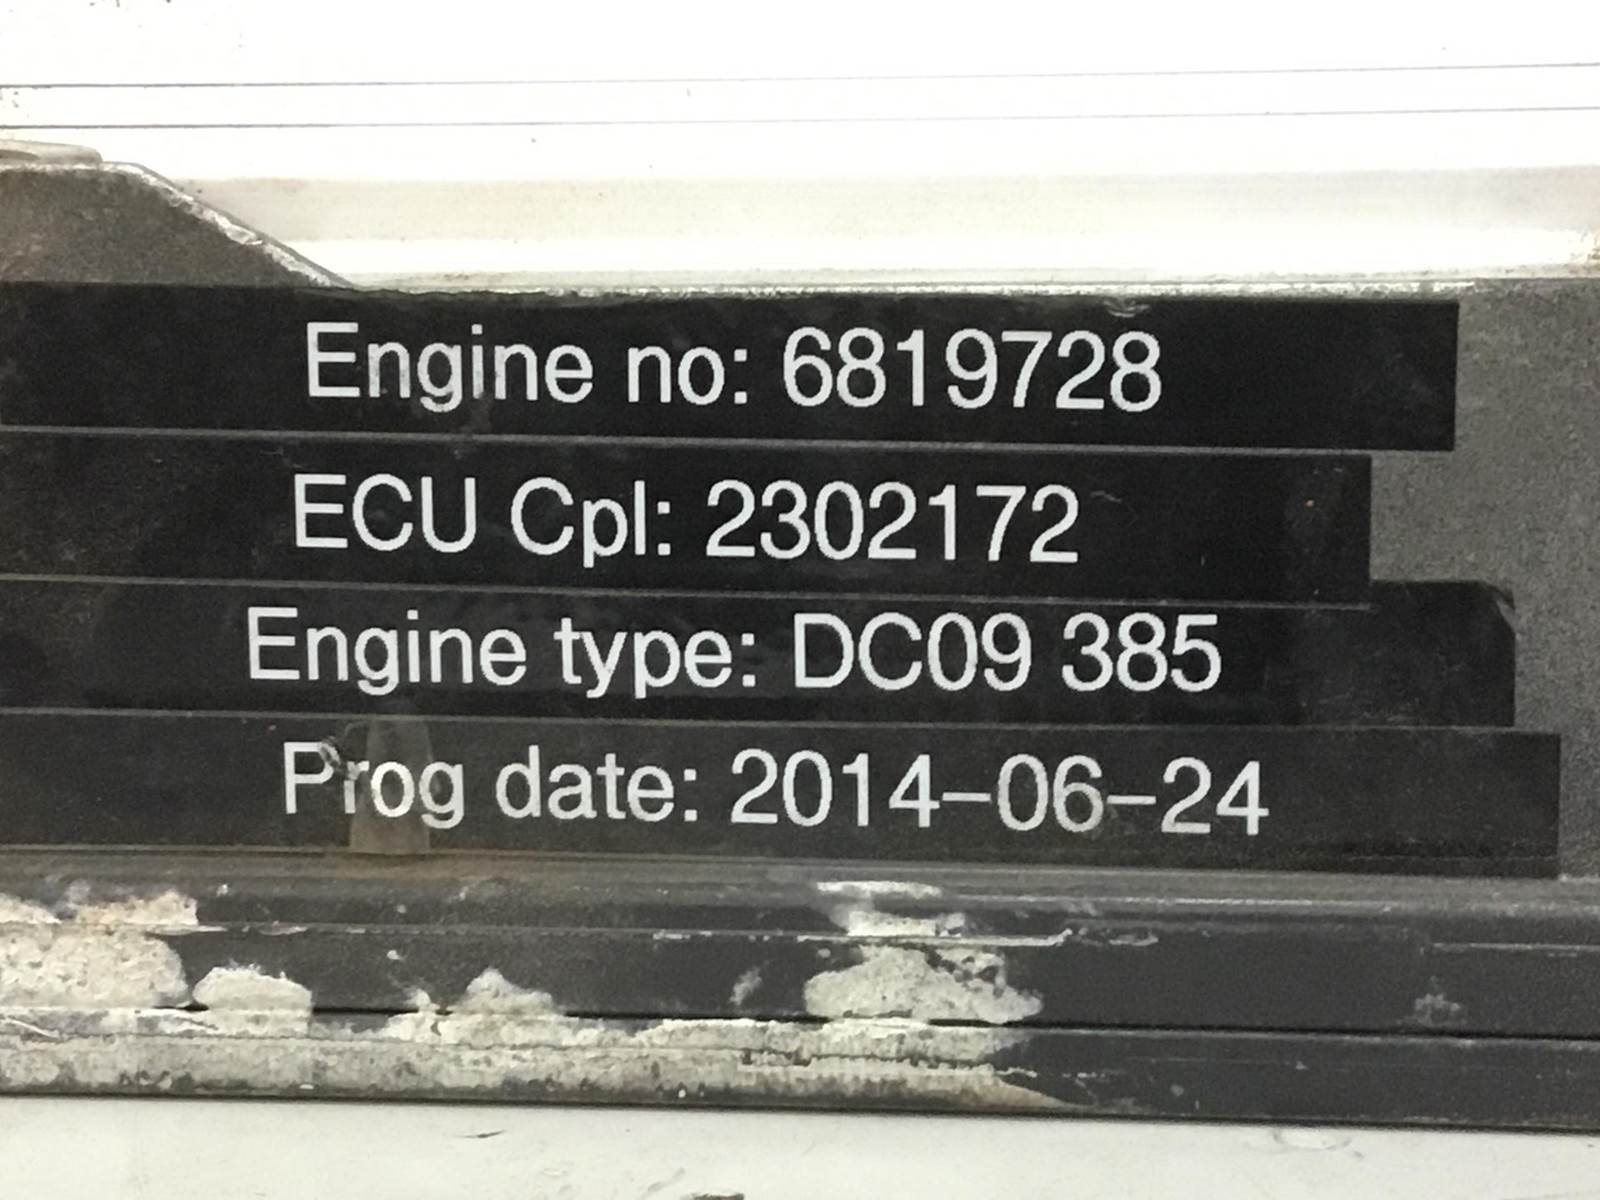 Engine no: 6819728
ECU Cpl: 2302172
Engine type: DC09 385
Prog date: 2014-06-24